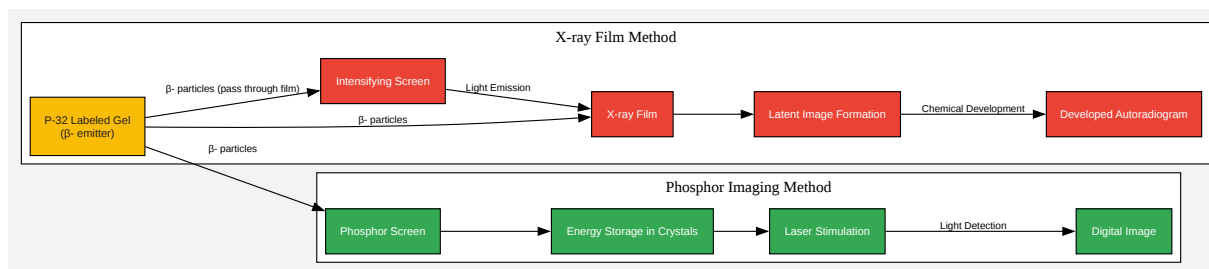 X-ray Film Method
β- particles (pass through film)
Intensifying Screen
Light Emission
P-32 Labeled Gel
(β- emitter)
β- particles
X-ray Film
Latent Image Formation
Chemical Development
Developed Autoradiogram
β- particles
Phosphor Imaging Method
Phosphor Screen
Energy Storage in Crystals
Laser Stimulation
Light Detection
Digital Image